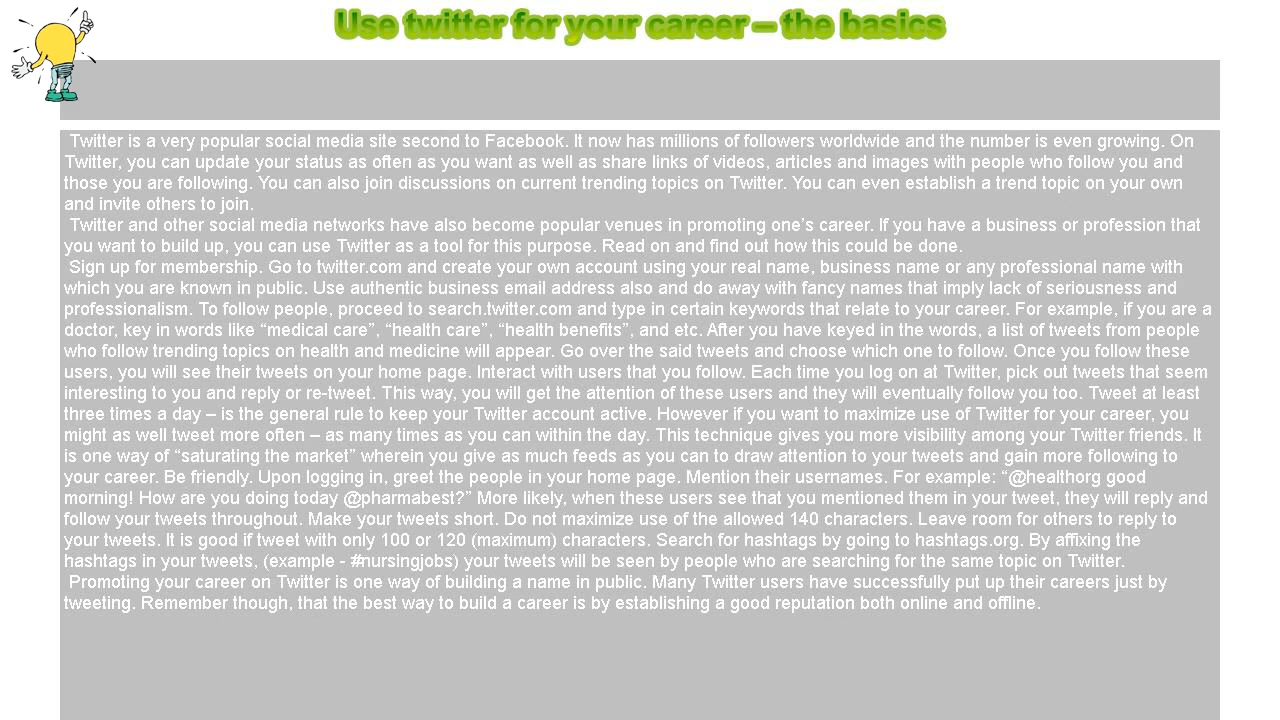 Use twitter for your career – the basics
Twitter is a very popular social media site second to Facebook. It now has millions of followers worldwide and the number is even growing. On
Twitter, you can update your status as often as you want as well as share links of videos, articles and images with people who follow you and
those you are following. You can also join discussions on current trending topics on Twitter. You can even establish a trend topic on your own
and invite others to join.
Twitter and other social media networks have also become popular venues in promoting one’s career. If you have a business or profession that
you want to build up, you can use Twitter as a tool for this purpose. Read on and find out how this could be done.
Sign up for membership. Go to twitter.com and create your own account using your real name, business name or any professional name with
which you are known in public. Use authentic business email address also and do away with fancy names that imply lack of seriousness and
professionalism. To follow people, proceed to search.twitter.com and type in certain keywords that relate to your career. For example, if you are a
doctor, key in words like “medical care”, “health care”, “health benefits”, and etc. After you have keyed in the words, a list of tweets from people
who follow trending topics on health and medicine will appear. Go over the said tweets and choose which one to follow. Once you follow these
users, you will see their tweets on your home page. Interact with users that you follow. Each time you log on at Twitter, pick out tweets that seem
interesting to you and reply or re-tweet. This way, you will get the attention of these users and they will eventually follow you too. Tweet at least
three times a day – is the general rule to keep your Twitter account active. However if you want to maximize use of Twitter for your career, you
might as well tweet more often – as many times as you can within the day. This technique gives you more visibility among your Twitter friends. It
is one way of “saturating the market” wherein you give as much feeds as you can to draw attention to your tweets and gain more following to
your career. Be friendly. Upon logging in, greet the people in your home page. Mention their usernames. For example: “@healthorg good
morning! How are you doing today @pharmabest?” More likely, when these users see that you mentioned them in your tweet, they will reply and
follow your tweets throughout. Make your tweets short. Do not maximize use of the allowed 140 characters. Leave room for others to reply to
your tweets. It is good if tweet with only 100 or 120 (maximum) characters. Search for hashtags by going to hashtags.org. By affixing the
hashtags in your tweets, (example - #nursingjobs) your tweets will be seen by people who are searching for the same topic on Twitter.
Promoting your career on Twitter is one way of building a name in public. Many Twitter users have successfully put up their careers just by
tweeting. Remember though, that the best way to build a career is by establishing a good reputation both online and offline.